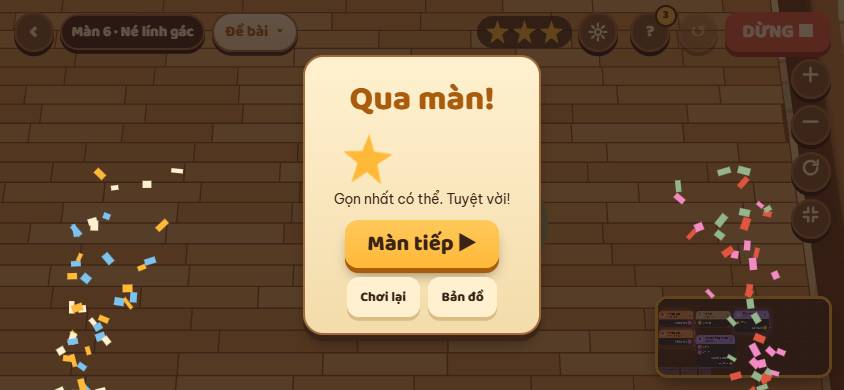 Màn 6 · Né lính gác
Đề bài
3
?
DỪNG
Qua màn!
Gọn nhất có thể. Tuyệt vời!
Màn tiếp
Chơi lại
Bản đồ